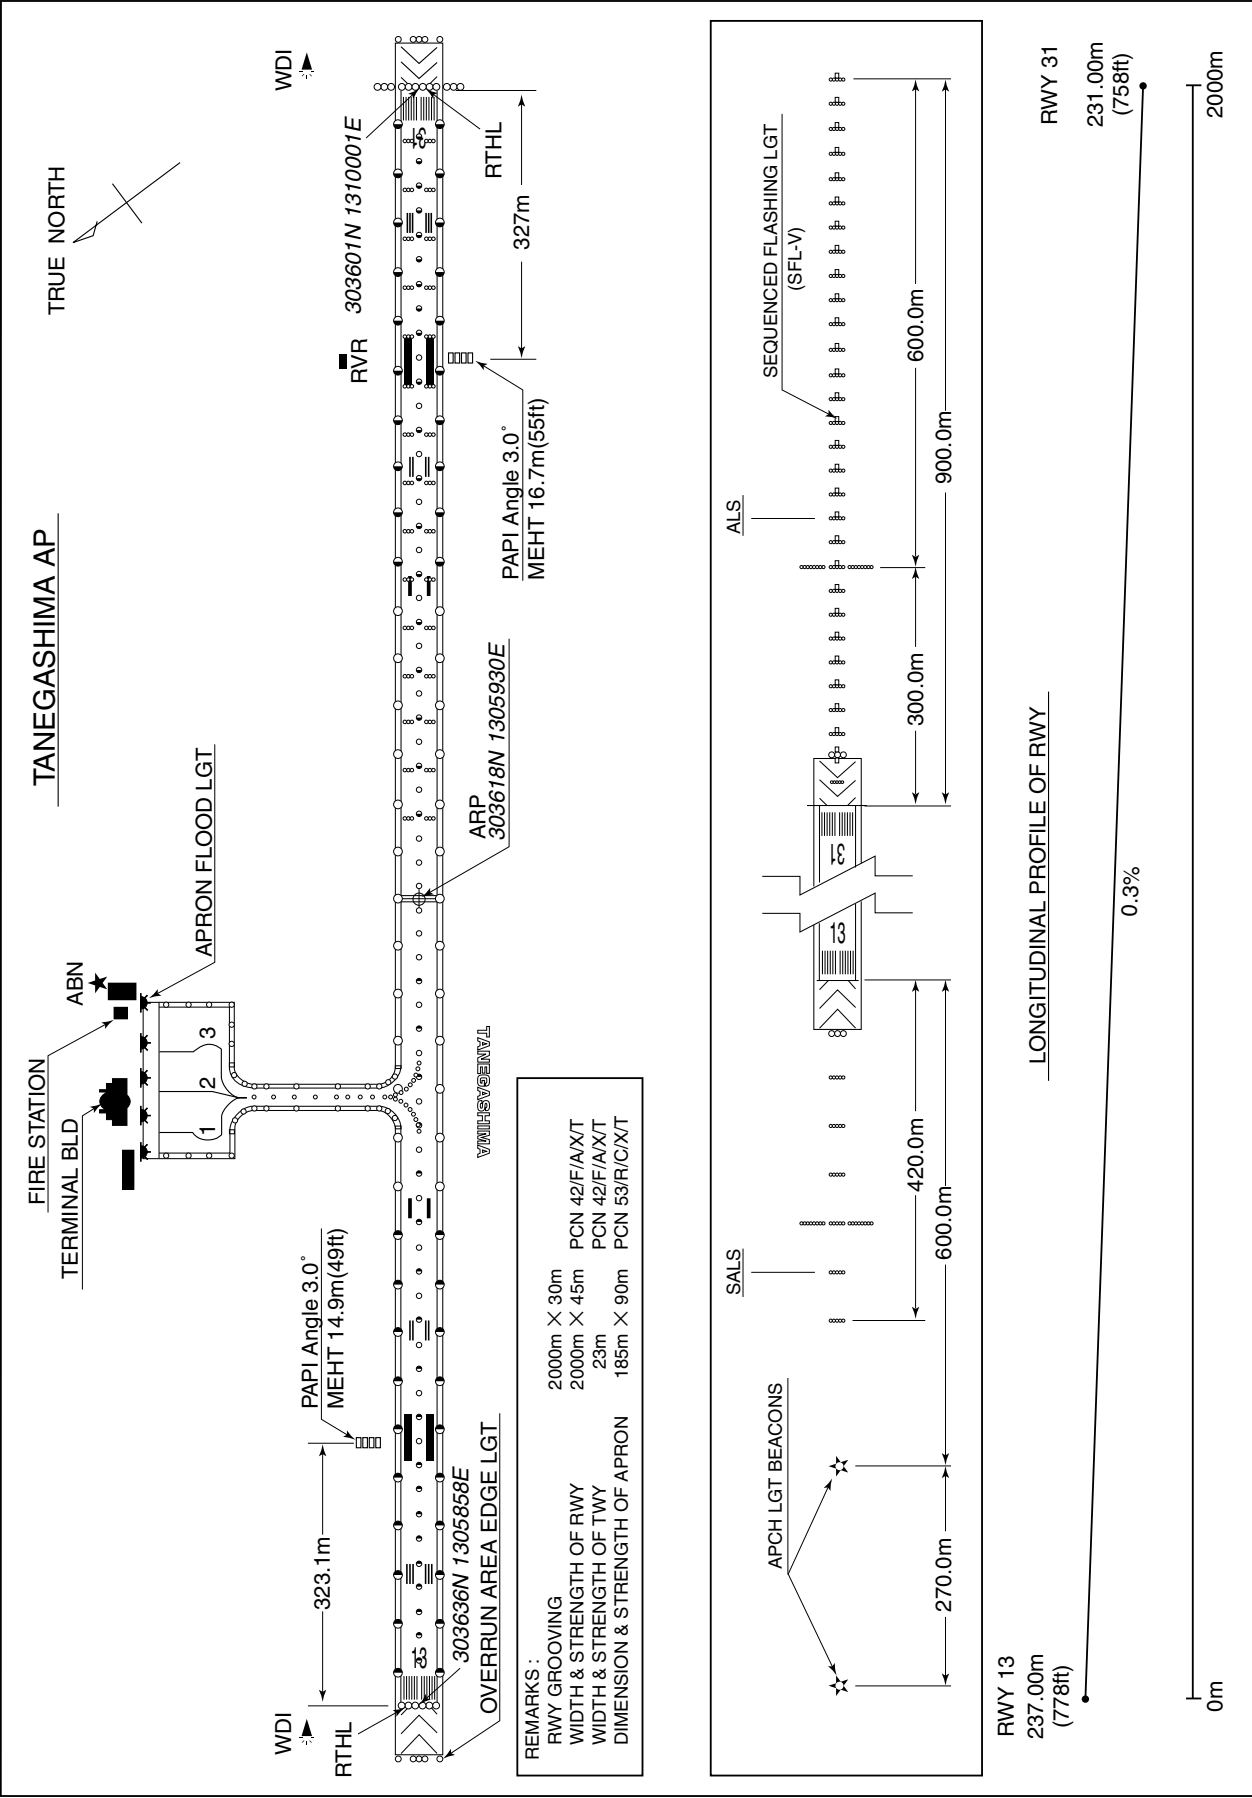 TANEGASHIMA AP
TRUE NORTH
FIRE STATION
TERMINAL BLD
ABN
APRON FLOOD LGT
1
2
3
WDI
WDI
PAPI Angle 3.0°
MEHT 14.9m(49ft)
323.1m
RTHL
RVR
303601N 1310001E
RTHL
327m
PAPI Angle 3.0°
MEHT 16.7m(55ft)
13
31
ARP
303618N 1305930E
TANEGASHIMA
303636N 1305858E
OVERRUN AREA EDGE LGT
REMARKS :
RWY GROOVING 2000m × 30m
WIDTH & STRENGTH OF RWY 2000m × 45m PCN 42/F/A/X/T
WIDTH & STRENGTH OF TWY 23m PCN 42/F/A/X/T
DIMENSION & STRENGTH OF APRON 185m × 90m PCN 53/R/C/X/T
APCH LGT BEACONS
SALS
ALS
SEQUENCED FLASHING LGT
(SFL-V)
13
31
420.0m
300.0m
600.0m
270.0m
600.0m
900.0m
LONGITUDINAL PROFILE OF RWY
RWY 13
237.00m
(778ft)
RWY 31
231.00m
(758ft)
0.3%
0m
2000m